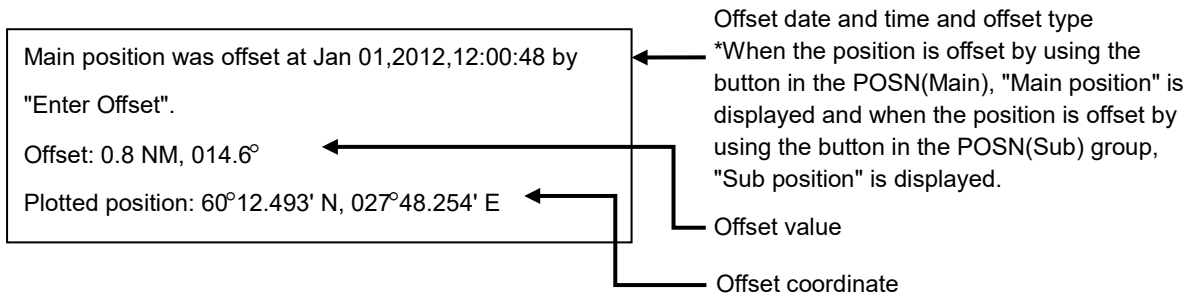 Main position was offset at Jan 01,2012,12:00:48 by
"Enter Offset".
Offset: 0.8 NM, 014.6°
Plotted position: 60°12.493' N, 027°48.254' E
Offset date and time and offset type
*When the position is offset by using the
button in the POSN(Main), "Main position" is
displayed and when the position is offset by
using the button in the POSN(Sub) group,
"Sub position" is displayed.
Offset value
Offset coordinate